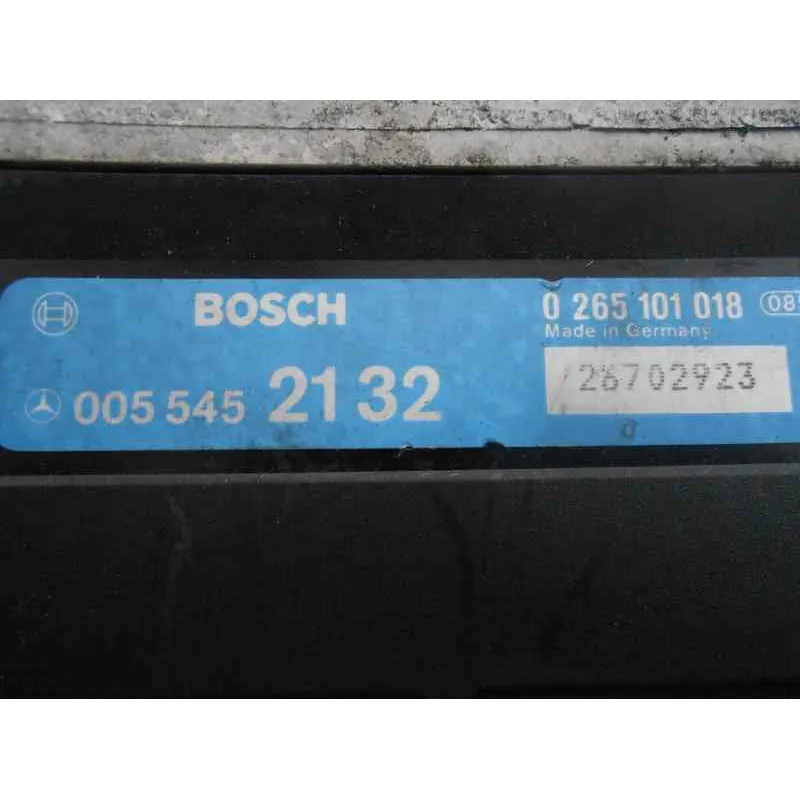 BOSCH
0 265 101 018
Made in Germany
005 545 21 32
26702923